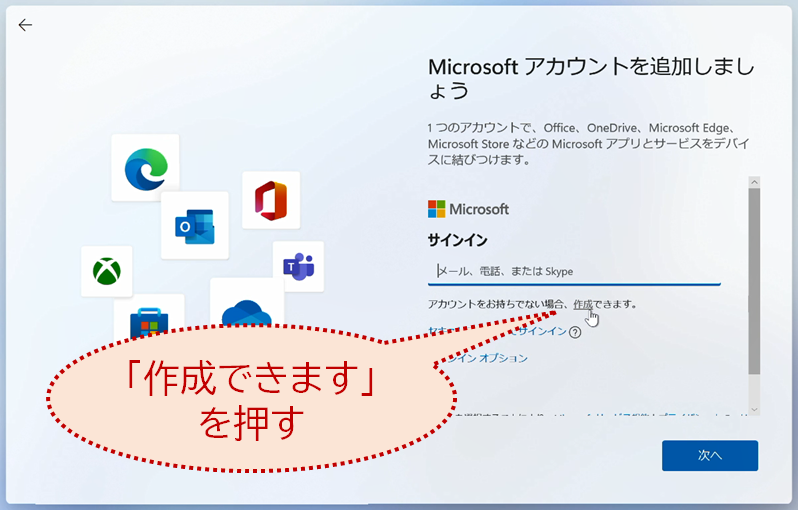 Microsoft アカウントを追加しまし
ょう
1 つのアカウントで、Office、OneDrive、Microsoft Edge、
Microsoft Store などの Microsoft アプリとサービスをデバイ
スに結びつけます。
Microsoft
サインイン
メール、電話、または Skype
アカウントをお持ちでない場合、作成できます。
サインイン
イン オプション
「作成できます」
を押す
次へ